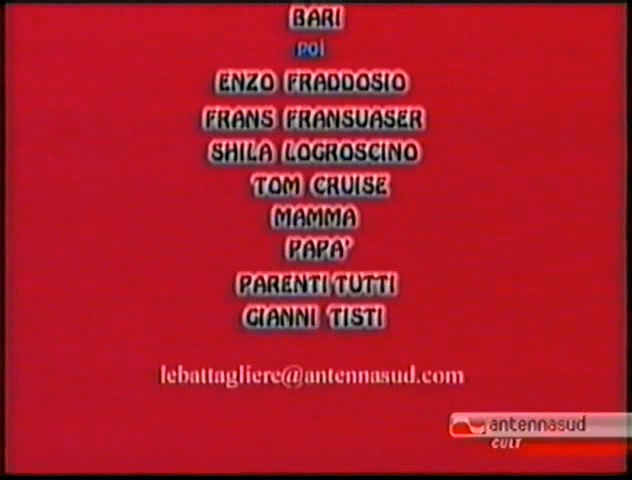 BARI
poi
ENZO FRADDOSIO
FRANS FRANSUASER
SHILA LOGROSCINO
TOM CRUISE
MAMMA
PAPA'
PARENTI TUTTI
GIANNI TISTI
lebattagliere@antennasud.com
antennasud
CULT